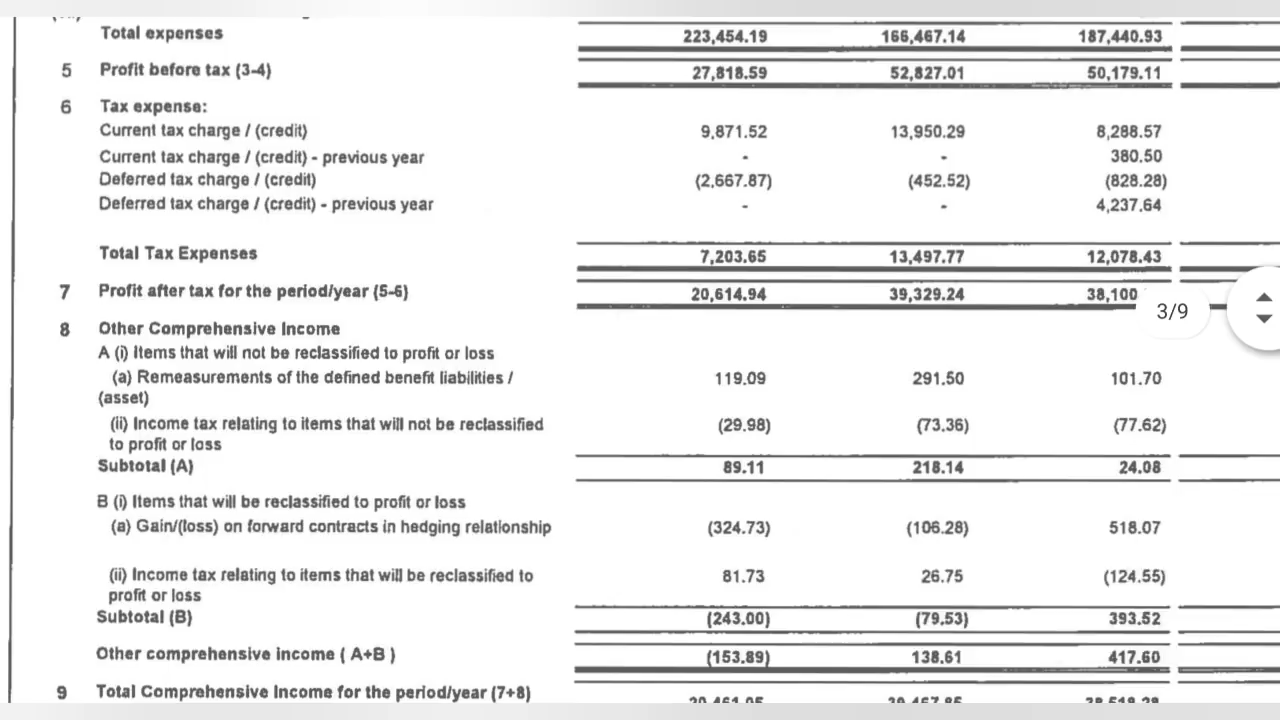 Total expenses 223,454.19 166,467.14 187,440.93
5 Profit before tax (3-4) 27,818.59 52,827.01 50,179.11
6 Tax expense:
Current tax charge / (credit) 9,871.52 13,950.29 8,288.57
Current tax charge / (credit) - previous year - - 380.50
Deferred tax charge / (credit) (2,667.87) (452.52) (828.28)
Deferred tax charge / (credit) - previous year - - 4,237.64
Total Tax Expenses 7,203.65 13,497.77 12,078.43
7 Profit after tax for the period/year (5-6) 20,614.94 39,329.24 38,100
3/9
8 Other Comprehensive Income
A (i) Items that will not be reclassified to profit or loss
(a) Remeasurements of the defined benefit liabilities / 119.09 291.50 101.70
(asset)
(ii) Income tax relating to items that will not be reclassified (29.98) (73.36) (77.62)
to profit or loss
Subtotal (A) 89.11 218.14 24.08
B (i) Items that will be reclassified to profit or loss
(a) Gain/(loss) on forward contracts in hedging relationship (324.73) (106.28) 518.07
(ii) Income tax relating to items that will be reclassified to 81.73 26.75 (124.55)
profit or loss
Subtotal (B) (243.00) (79.53) 393.52
Other comprehensive income ( A+B ) (153.89) 138.61 417.60
9 Total Comprehensive Income for the period/year (7+8)